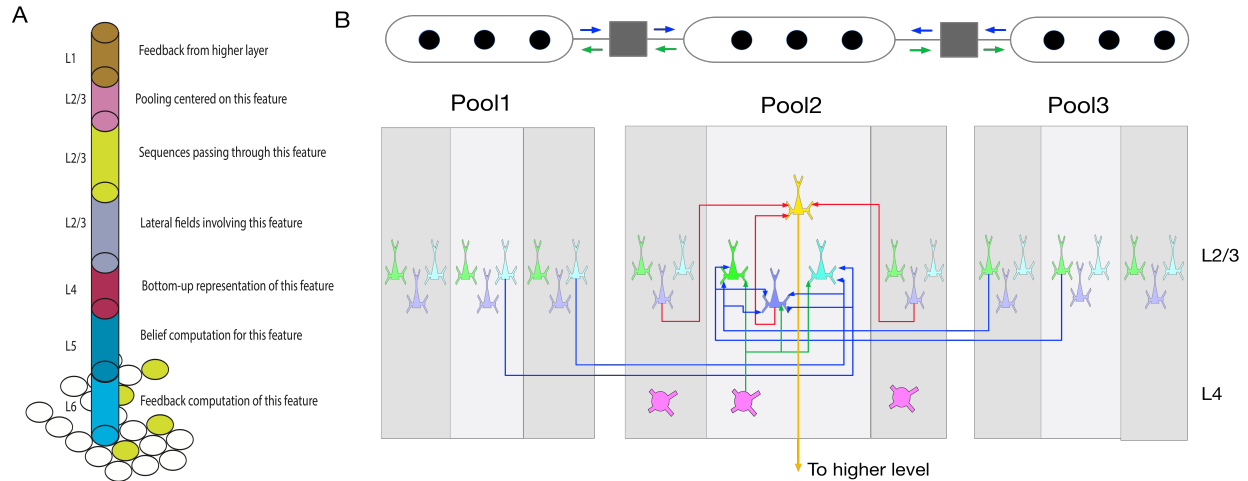 A
L1
Feedback from higher layer
L2/3
Pooling centered on this feature
L2/3
Sequences passing through this feature
L2/3
Lateral fields involving this feature
L4
Bottom-up representation of this feature
L5
Belief computation for this feature
L6
Feedback computation of this feature
B
Pool1
Pool2
Pool3
L2/3
L4
To higher level